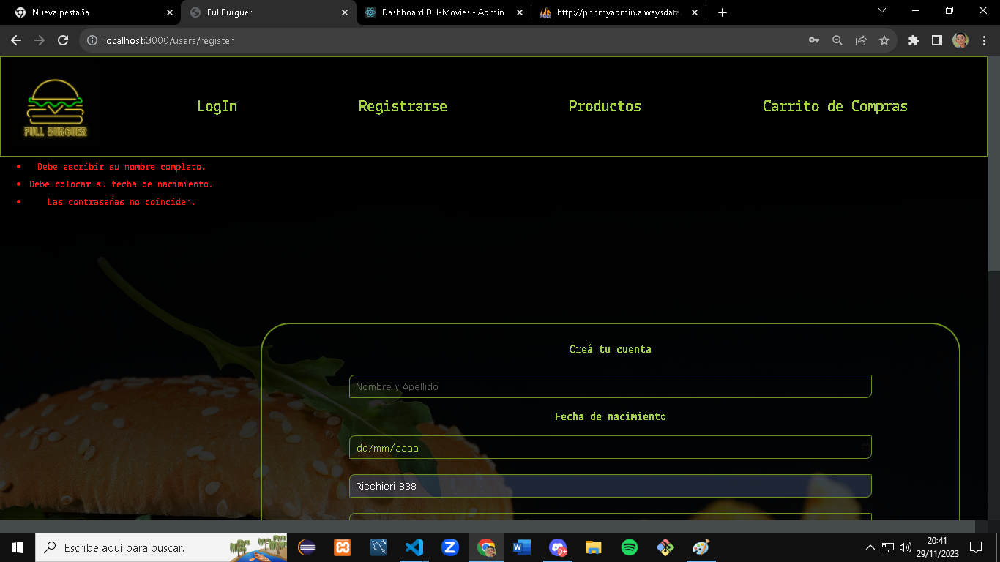 Nueva pestaña
FullBurguer
Dashboard DH-Movies - Admin
http://phpmyadmin.alwaysdata.
localhost:3000/users/register
FULL BURGUER
LogIn
Registrarse
Productos
Carrito de Compras
Debe escribir su nombre completo.
Debe colocar su fecha de nacimiento.
Las contraseñas no coinciden.
Creá tu cuenta
Nombre y Apellido
Fecha de nacimiento
dd/mm/aaaa
Ricchieri 838
Escribe aquí para buscar.
9+
20:41
29/11/2023